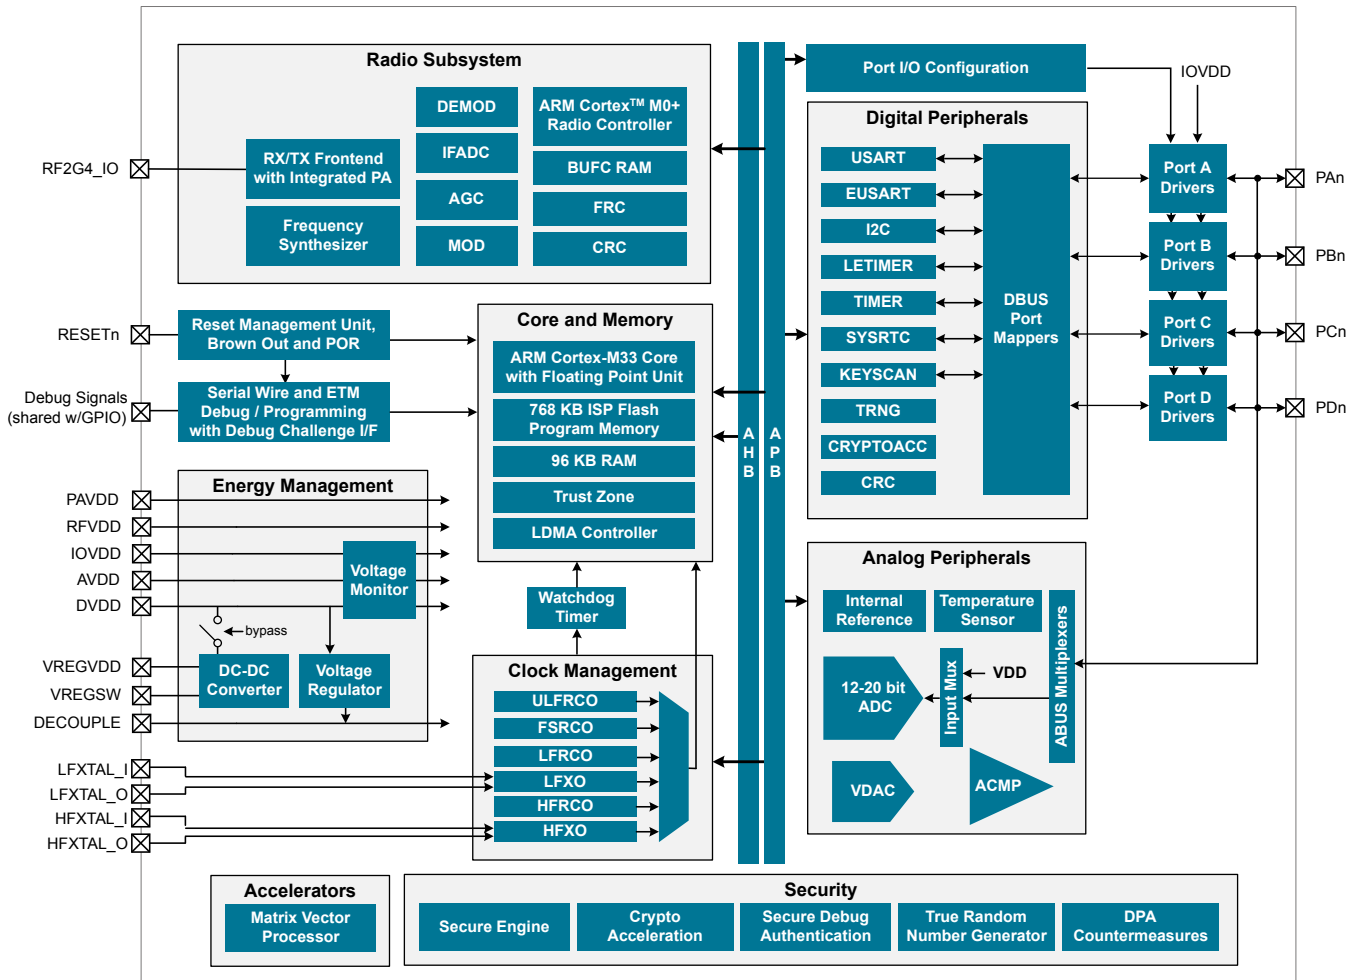 Radio Subsystem
DEMOD
IFADC
AGC
MOD
ARM Cortex™ M0+
Radio Controller
BUFC RAM
FRC
CRC
RX/TX Frontend
with Integrated PA
Frequency
Synthesizer
RF2G4_IO
RESETn
Debug Signals
(shared w/GPIO)
Reset Management Unit,
Brown Out and POR
Serial Wire and ETM
Debug / Programming
with Debug Challenge I/F
Core and Memory
ARM Cortex-M33 Core
with Floating Point Unit
768 KB ISP Flash
Program Memory
96 KB RAM
Trust Zone
LDMA Controller
Watchdog
Timer
Energy Management
PAVDD
RFVDD
IOVDD
AVDD
DVDD
VREGVDD
VREGSW
DECOUPLE
Voltage
Monitor
bypass
DC-DC
Converter
Voltage
Regulator
LFXTAL_I
LFXTAL_O
HFXTAL_I
HFXTAL_O
Clock Management
ULFRCO
FSRCO
LFRCO
LFXO
HFRCO
HFXO
A
H
B
A
P
B
Port I/O Configuration
IOVDD
Digital Peripherals
USART
EUSART
I2C
LETIMER
TIMER
SYSRTC
KEYSCAN
TRNG
CRYPTOACC
CRC
DBUS
Port
Mappers
Port A
Drivers
Port B
Drivers
Port C
Drivers
Port D
Drivers
PAn
PBn
PCn
PDn
Analog Peripherals
Internal
Reference
Temperature
Sensor
12-20 bit
ADC
Input Mux
VDD
ABUS Multiplexers
VDAC
ACMP
Accelerators
Matrix Vector
Processor
Security
Secure Engine
Crypto
Acceleration
Secure Debug
Authentication
True Random
Number Generator
DPA
Countermeasures